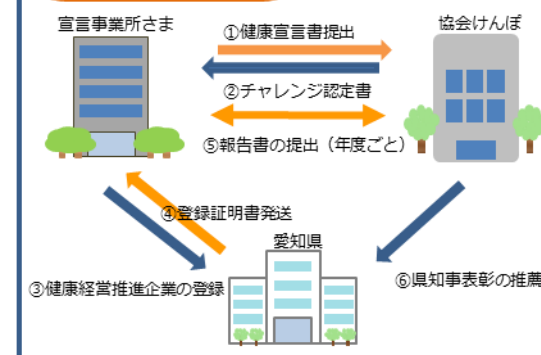 宣言事業所さま
協会けんぽ
①健康宣言書提出
②チャレンジ認定書
⑤報告書の提出(年度ごと)
④登録証明書発送
愛知県
③健康経営推進企業の登録
⑥県知事表彰の推薦